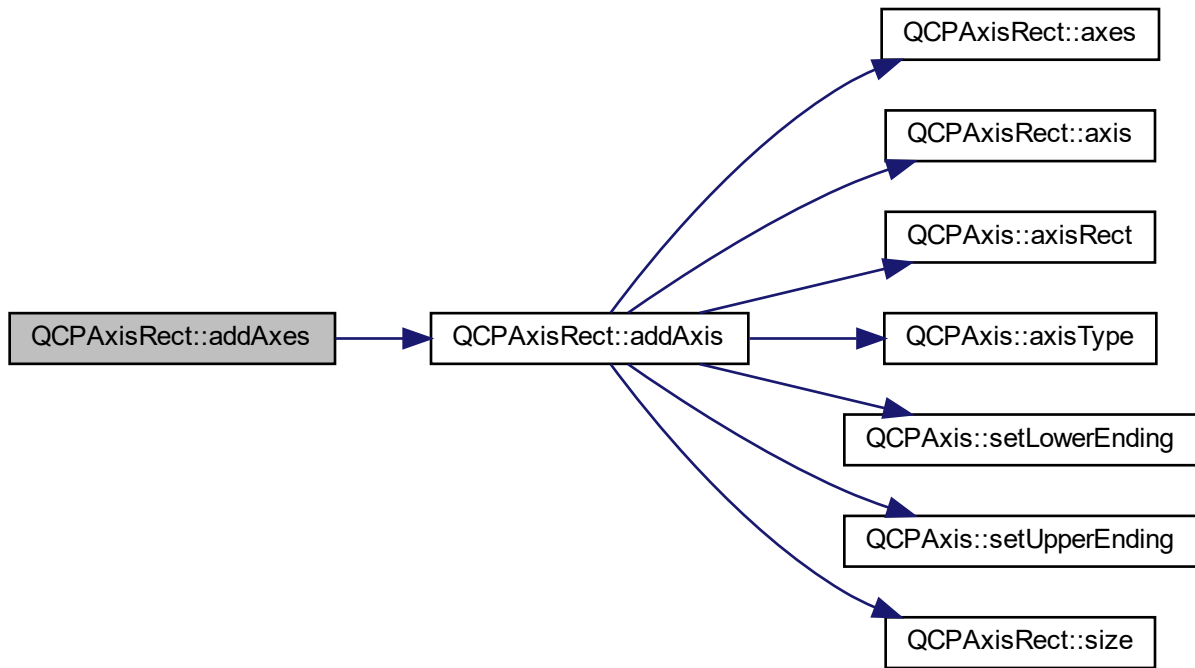 QCPAxisRect::addAxes
QCPAxisRect::addAxis
QCPAxisRect::axes
QCPAxisRect::axis
QCPAxis::axisRect
QCPAxis::axisType
QCPAxis::setLowerEnding
QCPAxis::setUpperEnding
QCPAxisRect::size